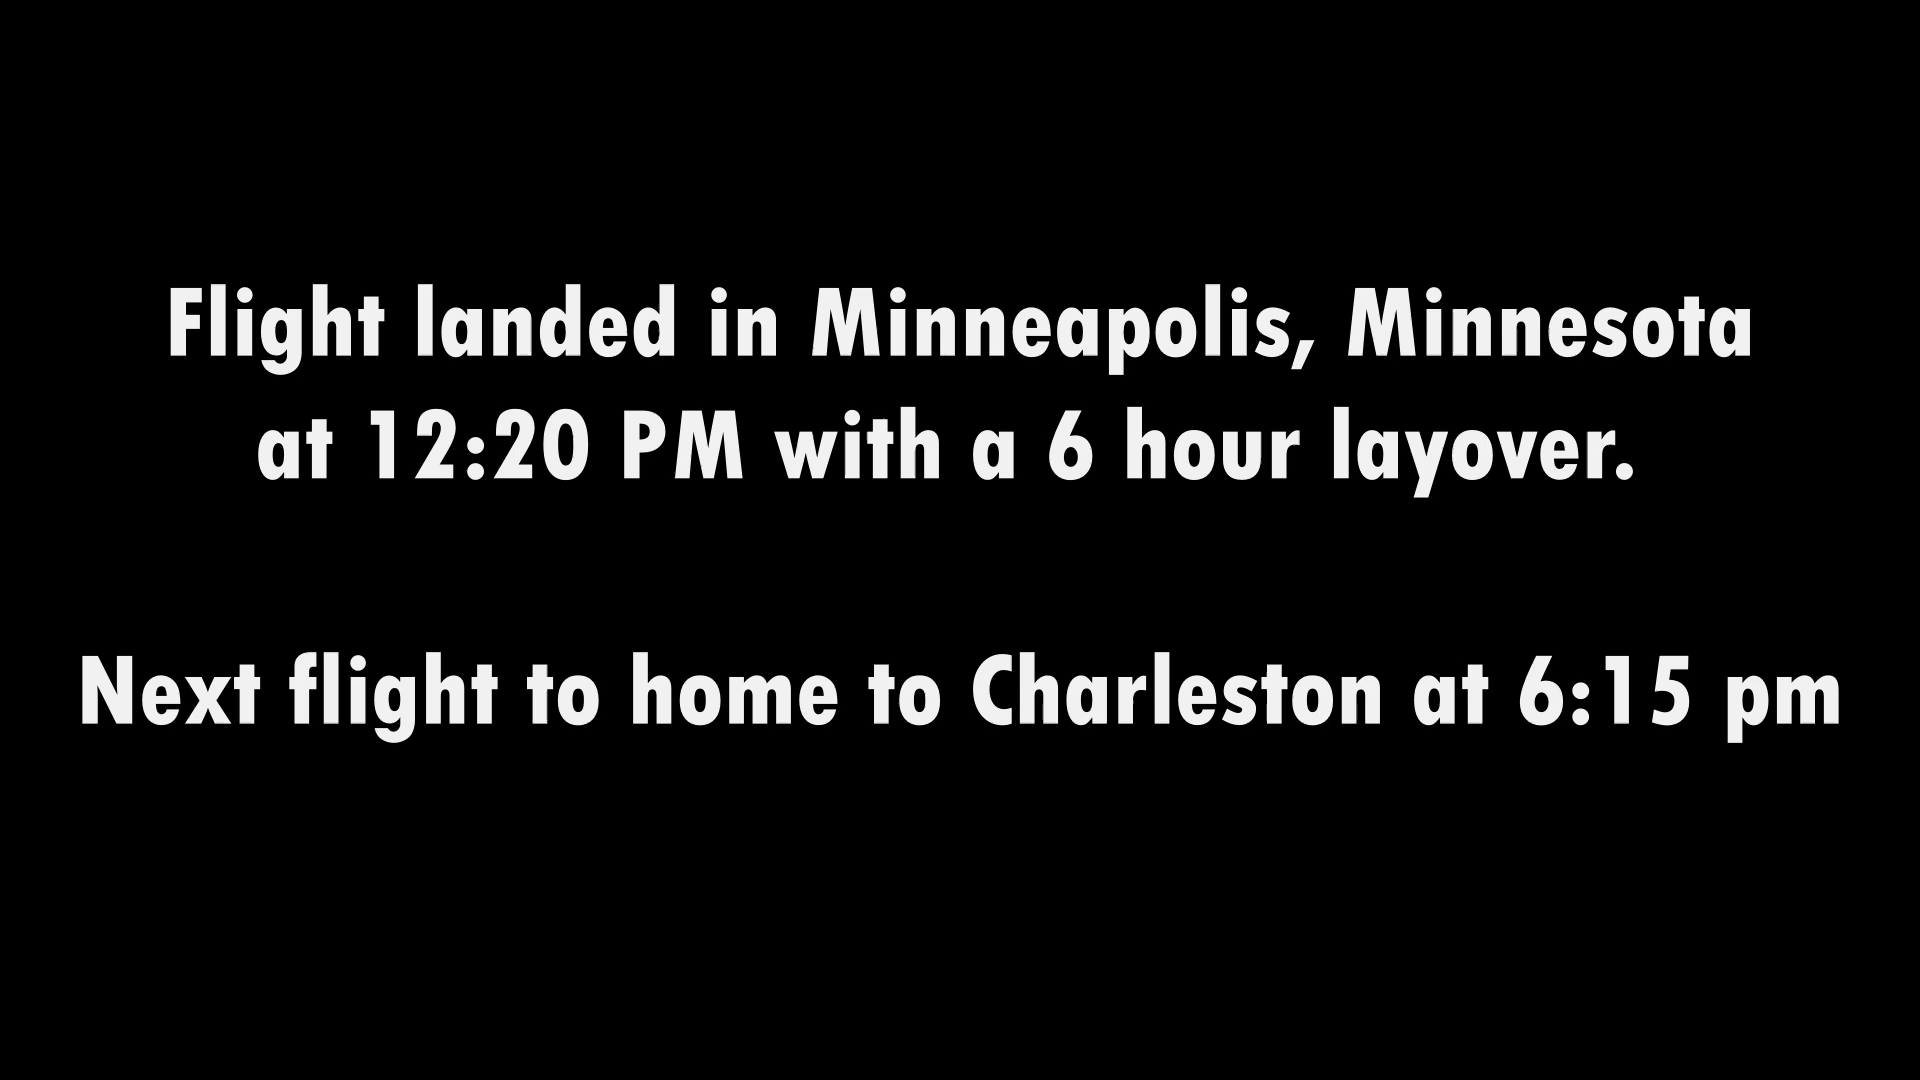 Flight landed in Minneapolis, Minnesota
at 12:20 PM with a 6 hour layover.
Next flight to home to Charleston at 6:15 pm